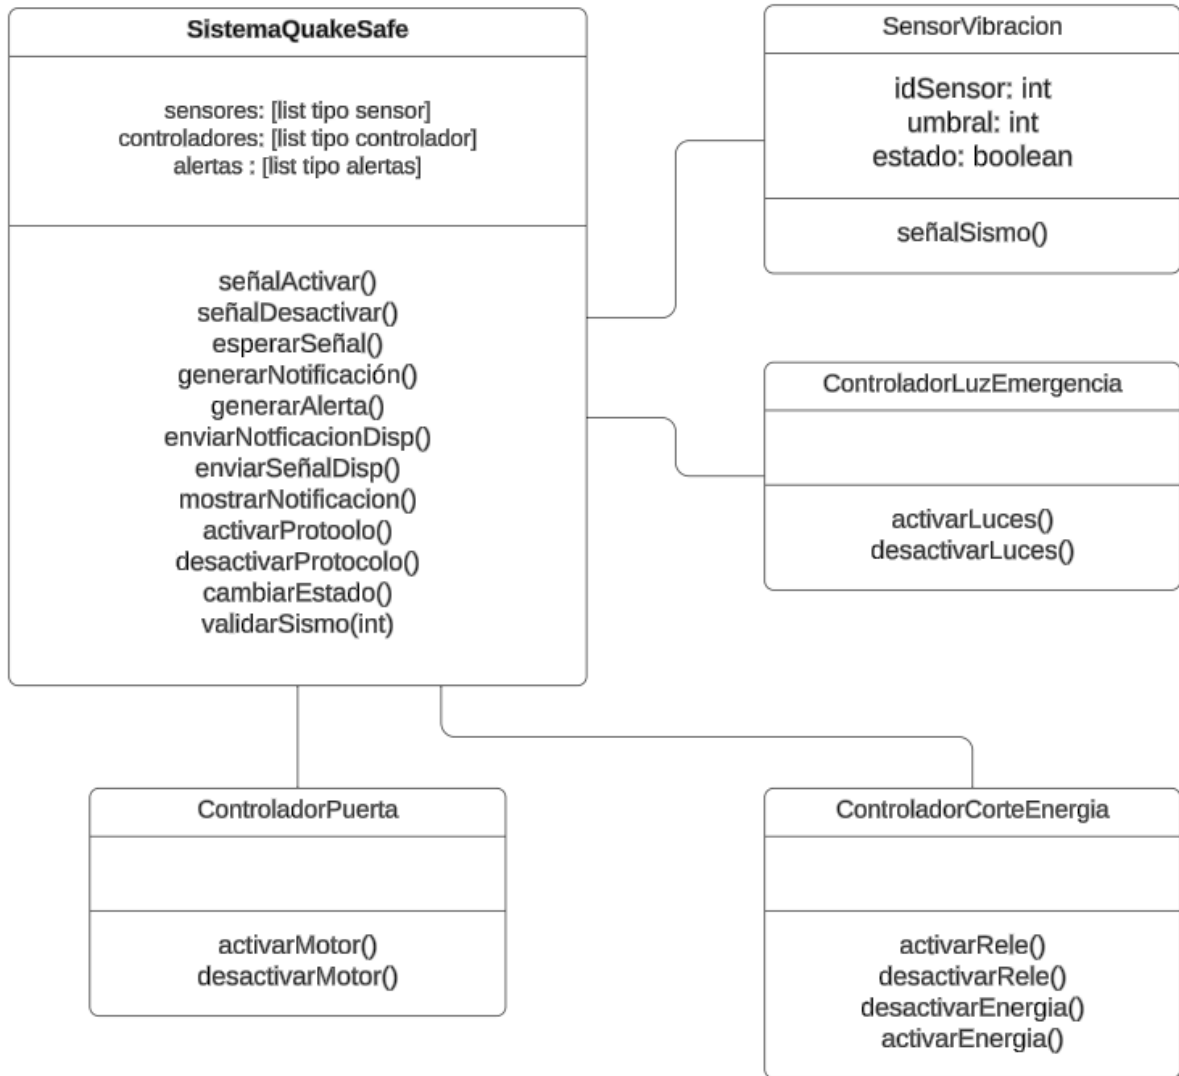 SistemaQuakeSafe
sensores: [list tipo sensor]
controladores: [list tipo controlador]
alertas : [list tipo alertas]
señalActivar()
señalDesactivar()
esperarSeñal()
generarNotificación()
generarAlerta()
enviarNotficacionDisp()
enviarSeñalDisp()
mostrarNotificacion()
activarProtoolo()
desactivarProtocolo()
cambiarEstado()
validarSismo(int)
SensorVibracion
idSensor: int
umbral: int
estado: boolean
señalSismo()
ControladorLuzEmergencia
activarLuces()
desactivarLuces()
ControladorPuerta
activarMotor()
desactivarMotor()
ControladorCorteEnergia
activarRele()
desactivarRele()
desactivarEnergia()
activarEnergia()